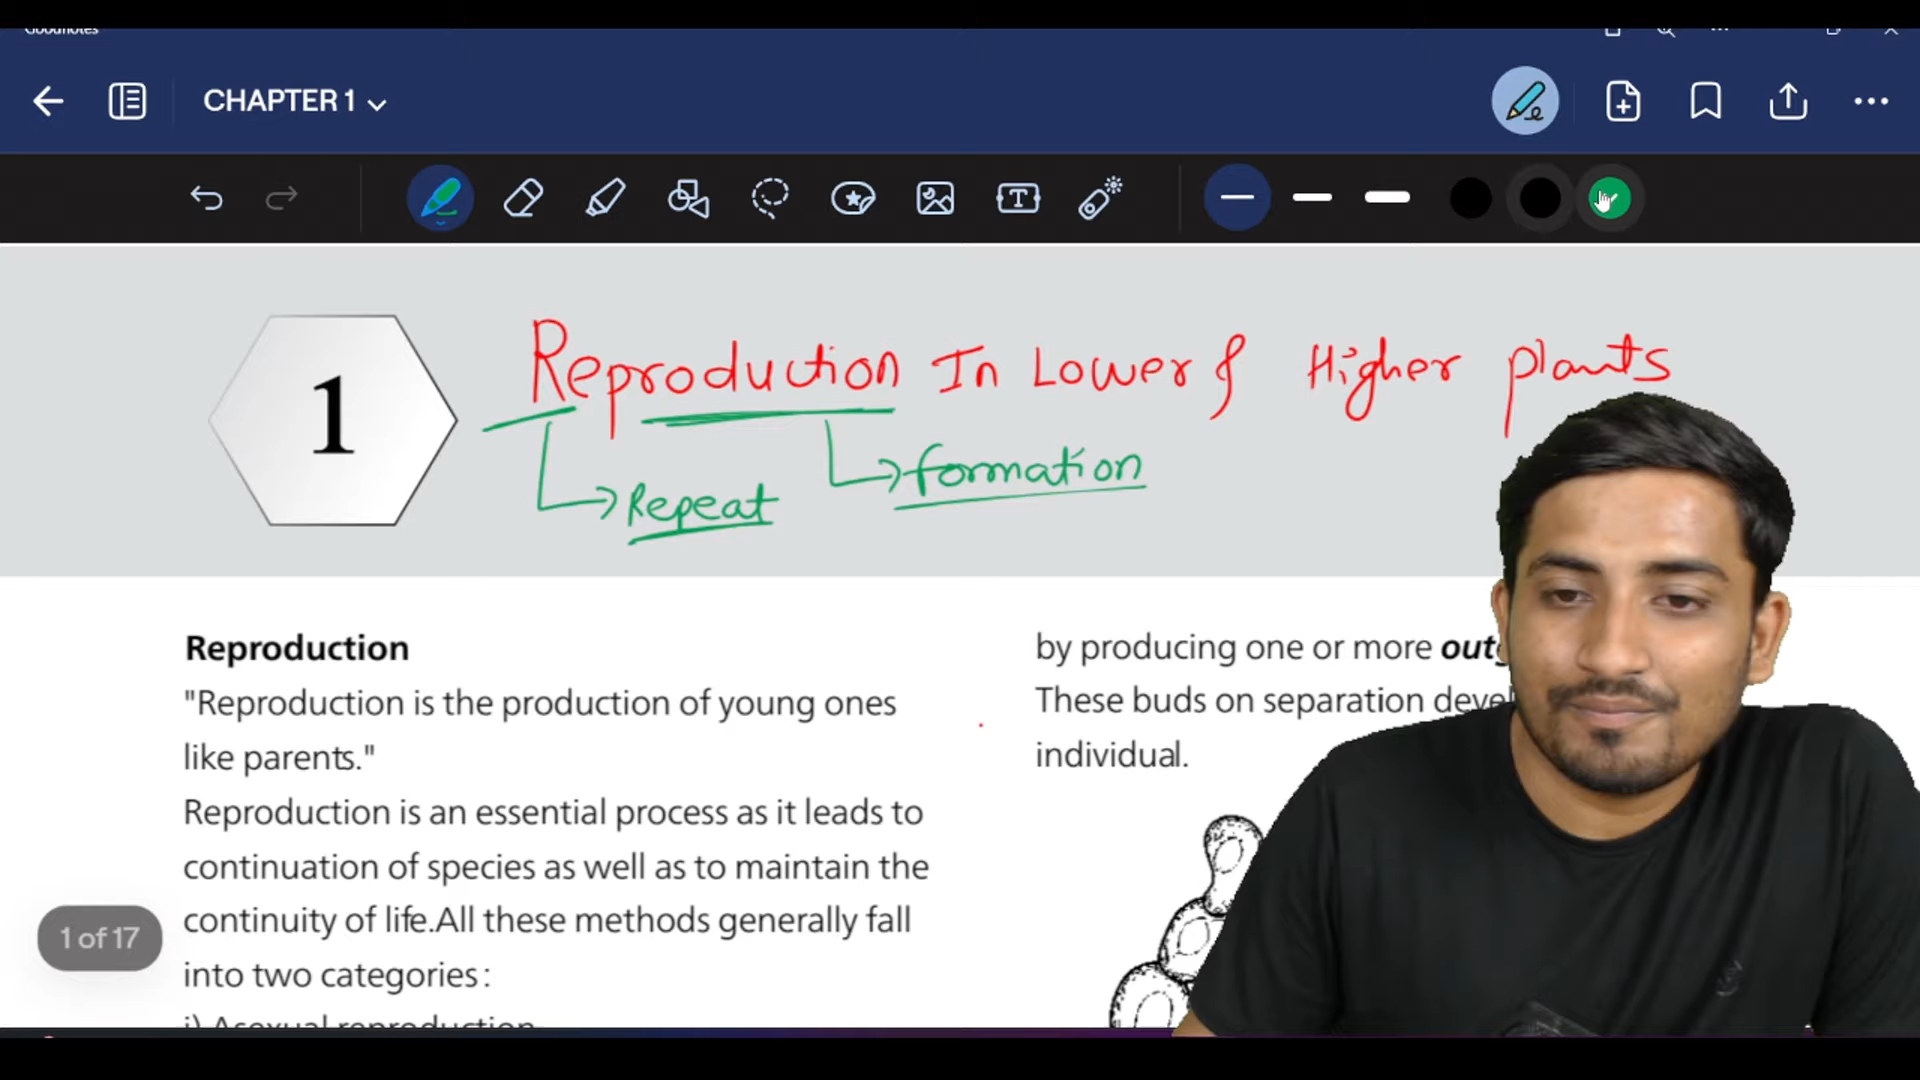 Goodnotes
CHAPTER 1
1
Reproduction In Lower & Higher plants
Repeat
formation
Reproduction
"Reproduction is the production of young ones
like parents."
Reproduction is an essential process as it leads to
continuation of species as well as to maintain the
continuity of life.All these methods generally fall
into two categories :
i) Asexual reproduction
by producing one or more
These buds on separation
individual.
1 of 17